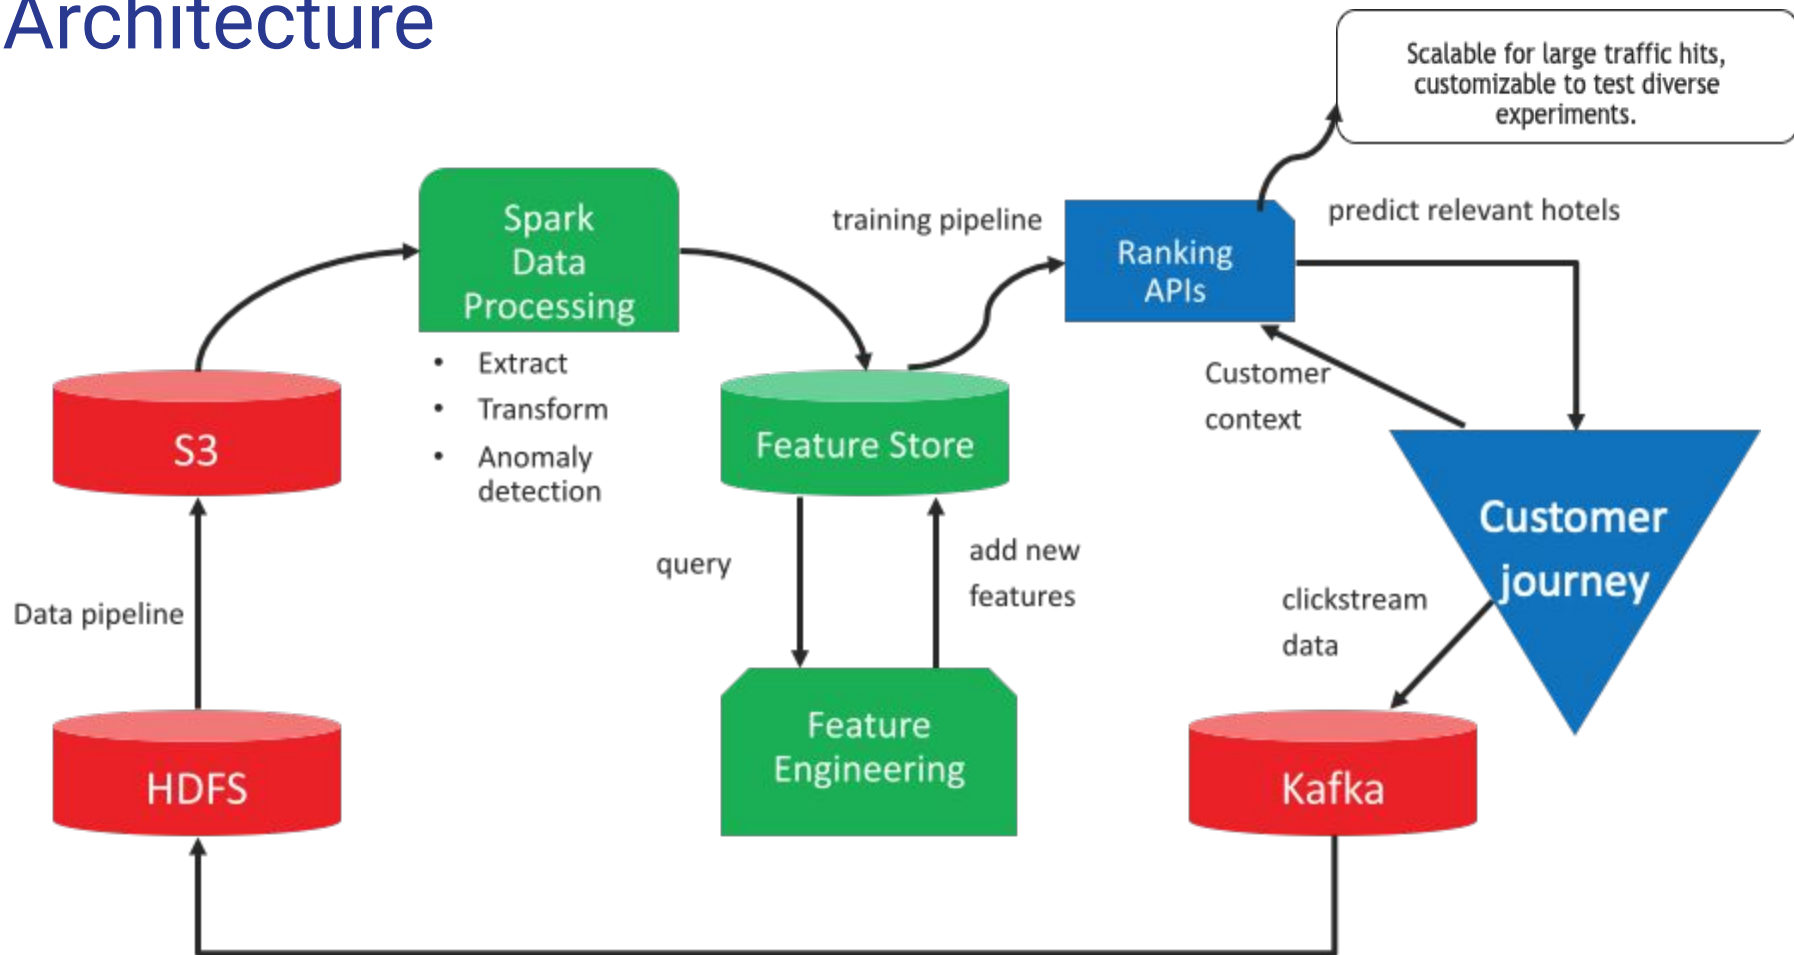 Architecture
Scalable for large traffic hits,
customizable to test diverse
experiments.
Spark
Data
Processing
training pipeline
Ranking
APIs
predict relevant hotels
• Extract
• Transform
• Anomaly
detection
S3
Feature Store
Customer
context
Customer
journey
query
add new
features
clickstream
data
Data pipeline
HDFS
Feature
Engineering
Kafka